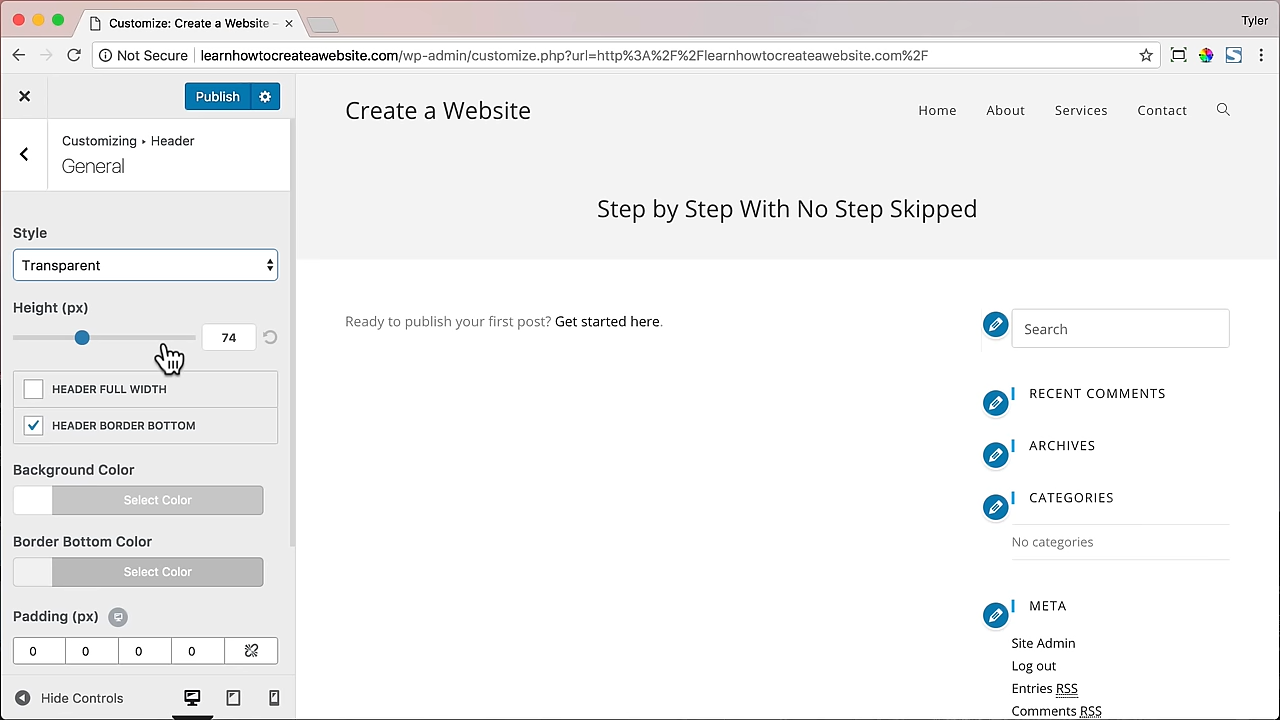 Customize: Create a Website –
Tyler
Not Secure
learnhowtocreateawebsite.com/wp-admin/customize.php?url=http%3A%2F%2Flearnhowtocreateawebsite.com%2F
Publish
Customizing ▸ Header
General
Style
Transparent
Height (px)
74
HEADER FULL WIDTH
HEADER BORDER BOTTOM
Background Color
Select Color
Border Bottom Color
Select Color
Padding (px)
0 0 0 0
Hide Controls
Create a Website
Home About Services Contact
Step by Step With No Step Skipped
Ready to publish your first post? Get started here.
Search
RECENT COMMENTS
ARCHIVES
CATEGORIES
No categories
META
Site Admin
Log out
Entries RSS
Comments RSS